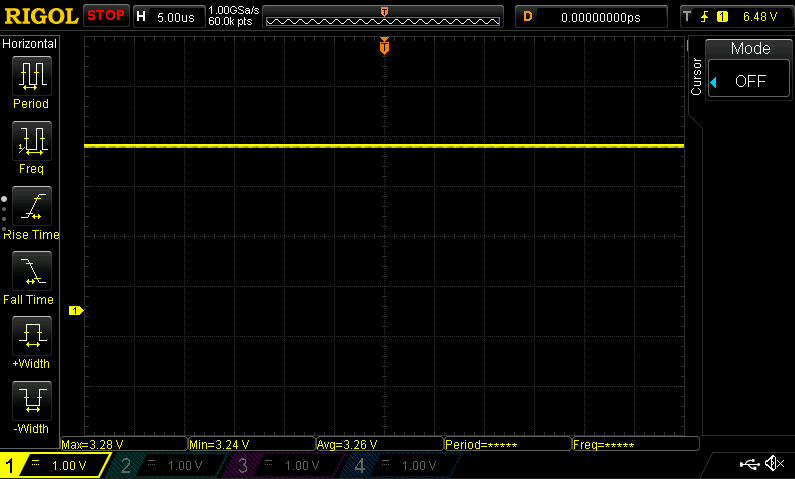 RIGOL STOP H 5.00us 1.00GSa/s 60.0k pts T D 0.00000000ps T 1 6.48 V
Horizontal
Period
Freq
Rise Time
Fall Time
+Width
-Width
T
1
Cursor
Mode
OFF
Max=3.28 V Min=3.24 V Avg=3.26 V Period=***** Freq=*****
1 1.00 V 2 1.00 V 3 1.00 V 4 1.00 V